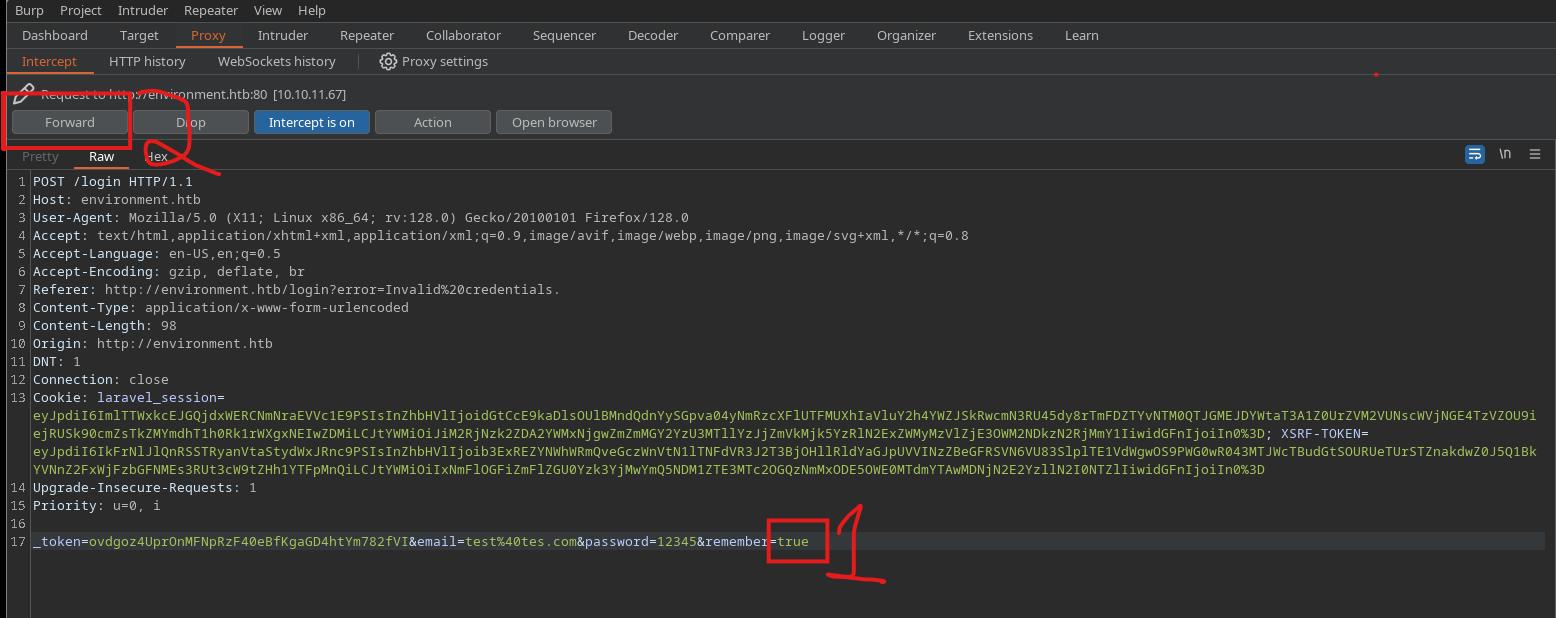 Burp Project Intruder Repeater View Help
Dashboard Target Proxy Intruder Repeater Collaborator Sequencer Decoder Comparer Logger Organizer Extensions Learn
Intercept HTTP history WebSockets history Proxy settings
Request to http://environment.htb:80 [10.10.11.67]
Forward Drop Intercept is on Action Open browser
2
Pretty Raw Hex \n
1 POST /login HTTP/1.1
2 Host: environment.htb
3 User-Agent: Mozilla/5.0 (X11; Linux x86_64; rv:128.0) Gecko/20100101 Firefox/128.0
4 Accept: text/html,application/xhtml+xml,application/xml;q=0.9,image/avif,image/webp,image/png,image/svg+xml,*/*;q=0.8
5 Accept-Language: en-US,en;q=0.5
6 Accept-Encoding: gzip, deflate, br
7 Referer: http://environment.htb/login?error=Invalid%20credentials.
8 Content-Type: application/x-www-form-urlencoded
9 Content-Length: 98
10 Origin: http://environment.htb
11 DNT: 1
12 Connection: close
13 Cookie: laravel_session=
; XSRF-TOKEN=
14 Upgrade-Insecure-Requests: 1
15 Priority: u=0, i
16
17 _token=ovdgoz4UprOnMFNpRzF40eBfKgaGD4htYm782fVI&email=test%40tes.com&password=12345&remember=true
1